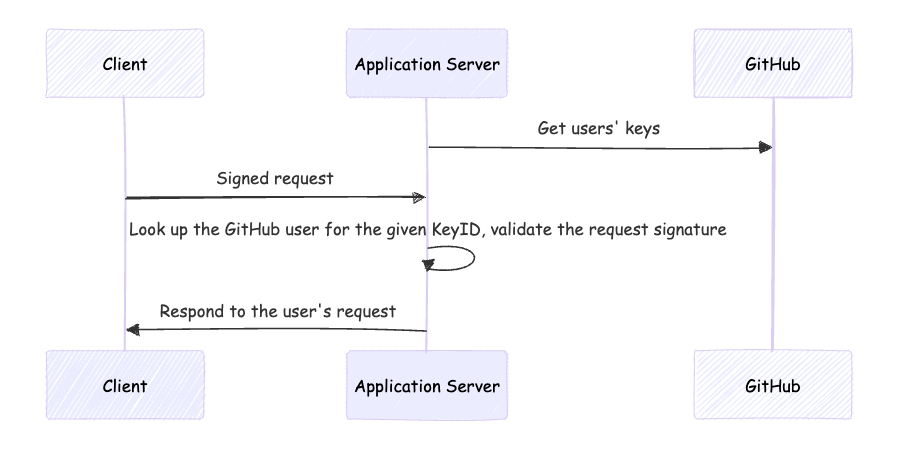 Client
Application Server
GitHub
Get users' keys
Signed request
Look up the GitHub user for the given KeyID, validate the request signature
Respond to the user's request
Client
Application Server
GitHub